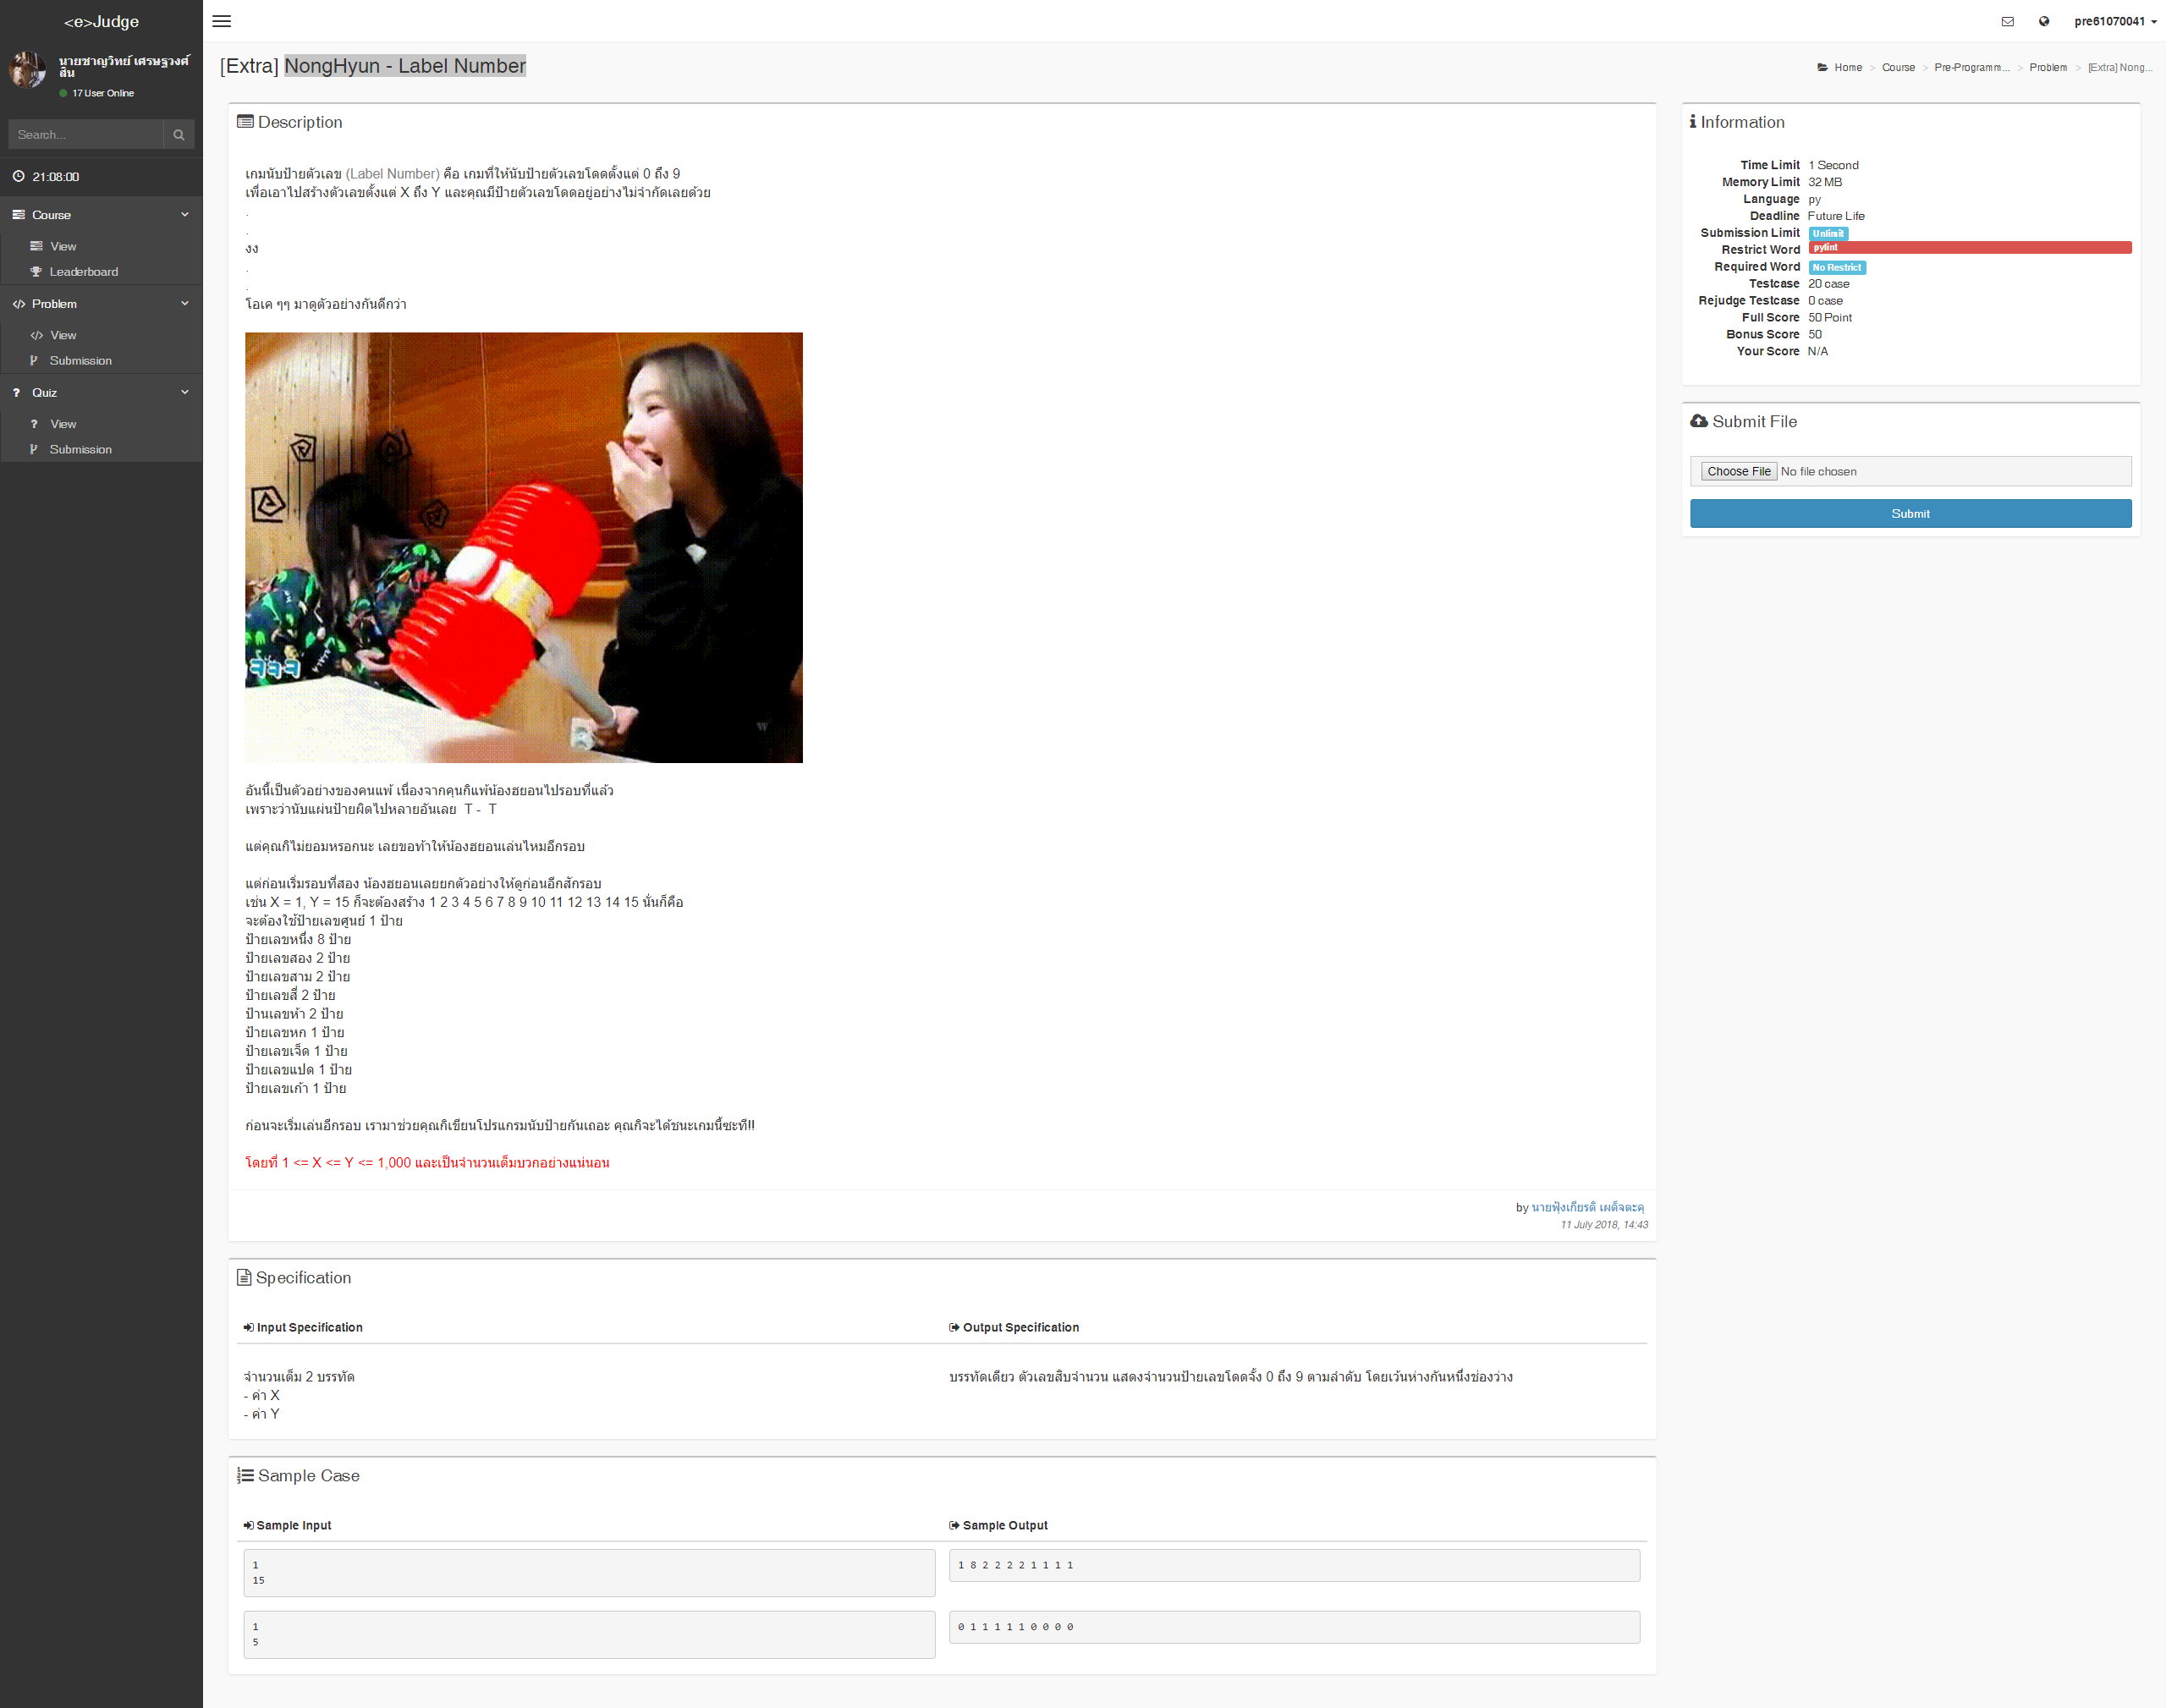 <e>Judge
pre61070041
นายชาญวิทย์ เศรษฐวงศ์
สิน
17 User Online
Search...
21:08:00
Course
View
Leaderboard
Problem
View
Submission
Quiz
View
Submission
[Extra] NongHyun - Label Number
Home > Course > Pre-Programm... > Problem > [Extra] Nong...
Description
เกมนับป้ายตัวเลข (Label Number) คือ เกมที่ให้นับป้ายตัวเลขโดดตั้งแต่ 0 ถึง 9
เพื่อเอาไปสร้างตัวเลขตั้งแต่ X ถึง Y และคุณมีป้ายตัวเลขโดดอยู่อย่างไม่จำกัดเลยด้วย
.
.
งง
.
.
โอเค ๆๆ มาดูตัวอย่างกันดีกว่า
อันนี้เป็นตัวอย่างของคนแพ้ เนื่องจากคุนกิแพ้น้องฮยอนไปรอบที่แล้ว
เพราะว่านับแผ่นป้ายผิดไปหลายอันเลย T - T
แต่คุณกิไม่ยอมหรอกนะ เลยขอท้าให้น้องฮยอนเล่นใหมอีกรอบ
แต่ก่อนเริ่มรอบที่สอง น้องฮยอนเลยยกตัวอย่างให้ดูก่อนอีกสักรอบ
เช่น X = 1, Y = 15 ก็จะต้องสร้าง 1 2 3 4 5 6 7 8 9 10 11 12 13 14 15 นั่นก็คือ
จะต้องใช้ป้ายเลขศูนย์ 1 ป้าย
ป้ายเลขหนึ่ง 8 ป้าย
ป้ายเลขสอง 2 ป้าย
ป้ายเลขสาม 2 ป้าย
ป้ายเลขสี่ 2 ป้าย
ป้านเลขห้า 2 ป้าย
ป้ายเลขหก 1 ป้าย
ป้ายเลขเจ็ด 1 ป้าย
ป้ายเลขแปด 1 ป้าย
ป้ายเลขเก้า 1 ป้าย
ก่อนจะเริ่มเล่นอีกรอบ เรามาช่วยคุณกิเขียนโปรแกรมนับป้ายกันเถอะ คุณกิจะได้ชนะเกมนี้ซะที!!
โดยที่ 1 <= X <= Y <= 1,000 และเป็นจำนวนเต็มบวกอย่างแน่นอน
by นายฟุ้งเกียรติ เผด็จตะคุ
11 July 2018, 14:43
Specification
Input Specification
Output Specification
จำนวนเต็ม 2 บรรทัด
- ค่า X
- ค่า Y
บรรทัดเดียว ตัวเลขสิบจำนวน แสดงจำนวนป้ายเลขโดดจั้ง 0 ถึง 9 ตามลำดับ โดยเว้นห่างกันหนึ่งช่องว่าง
Sample Case
Sample Input
Sample Output
1
15
1 8 2 2 2 2 1 1 1 1
1
5
0 1 1 1 1 1 0 0 0 0
Information
Time Limit 1 Second
Memory Limit 32 MB
Language py
Deadline Future Life
Submission Limit Unlimit
Restrict Word pylint
Required Word No Restrict
Testcase 20 case
Rejudge Testcase 0 case
Full Score 50 Point
Bonus Score 50
Your Score N/A
Submit File
Choose File No file chosen
Submit